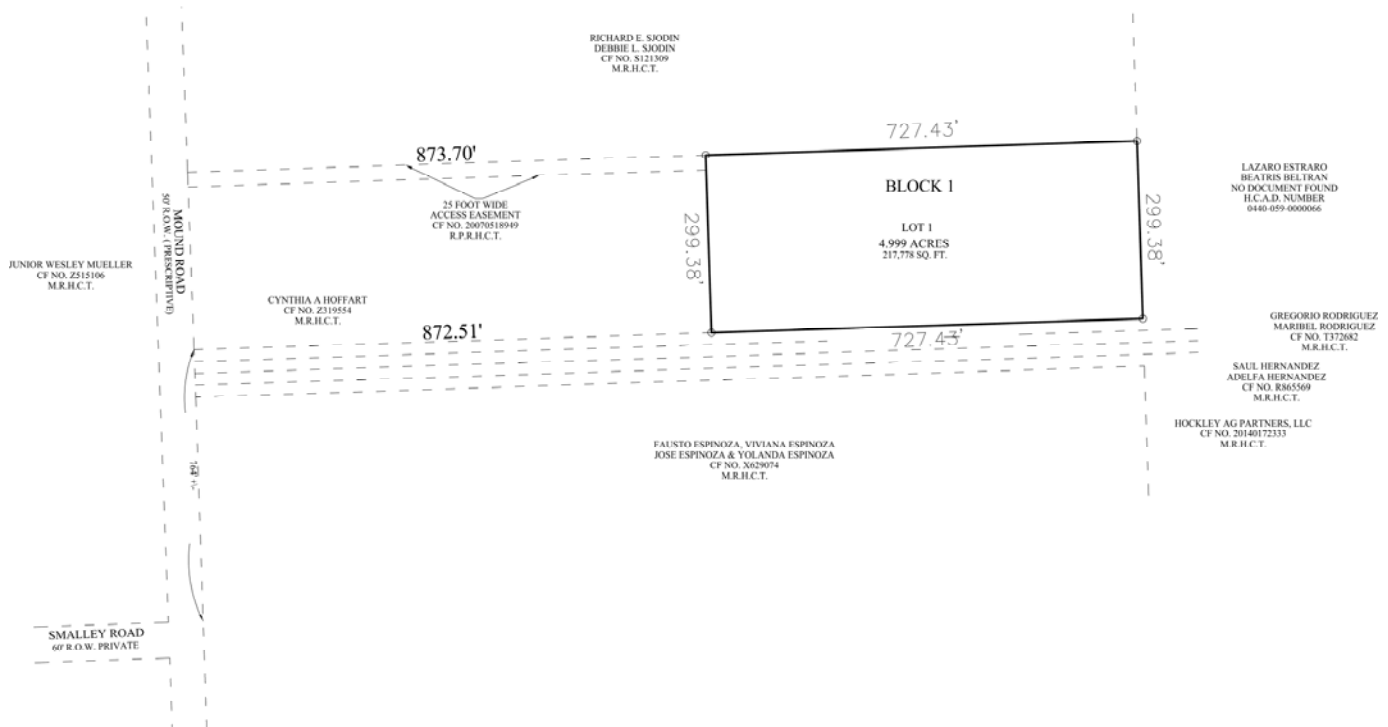 RICHARD E. SJODIN
DEBBIE L. SJODIN
CF NO. S121309
M.R.H.C.T.
727.43'
873.70'
BLOCK 1
LOT 1
4.999 ACRES
217,778 SQ. FT.
299.38'
299.38'
LAZARO ESTRARO
BEATRIS BELTRAN
NO DOCUMENT FOUND
H.C.A.D. NUMBER
0440-059-0000066
25 FOOT WIDE
ACCESS EASEMENT
CF NO. 20070518949
R.P.R.H.C.T.
MOUND ROAD
50' R.O.W. (PRESCRIPTIVE)
JUNIOR WESLEY MUELLER
CF NO. Z515106
M.R.H.C.T.
CYNTHIA A HOFFART
CF NO. Z319554
M.R.H.C.T.
872.51'
727.43'
GREGORIO RODRIGUEZ
MARIBEL RODRIGUEZ
CF NO. T372682
M.R.H.C.T.
SAUL HERNANDEZ
ADELFA HERNANDEZ
CF NO. R865569
M.R.H.C.T.
HOCKLEY AG PARTNERS, LLC
CF NO. 20140172333
M.R.H.C.T.
FAUSTO ESPINOZA, VIVIANA ESPINOZA
JOSE ESPINOZA & YOLANDA ESPINOZA
CF NO. X629074
M.R.H.C.T.
SMALLEY ROAD
60' R.O.W. PRIVATE